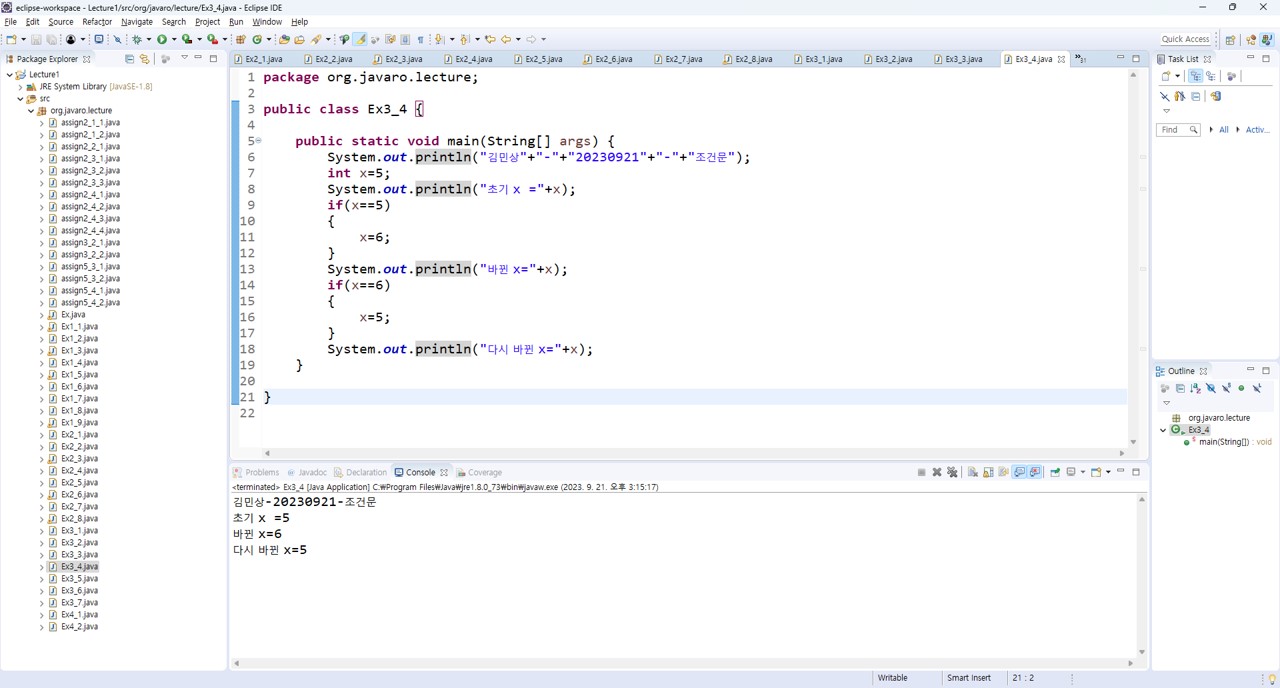 eclipse-workspace - Lecture1/src/org/javaro/lecture/Ex3_4.java - Eclipse IDE
File Edit Source Refactor Navigate Search Project Run Window Help
Quick Access
Package Explorer
Lecture1
JRE System Library [JavaSE-1.8]
src
org.javaro.lecture
assign2_1_1.java
assign2_1_2.java
assign2_2_1.java
assign2_3_1.java
assign2_3_2.java
assign2_3_3.java
assign2_4_1.java
assign2_4_2.java
assign2_4_3.java
assign2_4_4.java
assign3_2_1.java
assign3_2_2.java
assign5_3_1.java
assign5_3_2.java
assign5_4_1.java
assign5_4_2.java
Ex.java
Ex1_1.java
Ex1_2.java
Ex1_3.java
Ex1_4.java
Ex1_5.java
Ex1_6.java
Ex1_7.java
Ex1_8.java
Ex1_9.java
Ex2_1.java
Ex2_2.java
Ex2_3.java
Ex2_4.java
Ex2_5.java
Ex2_6.java
Ex2_7.java
Ex2_8.java
Ex3_1.java
Ex3_2.java
Ex3_3.java
Ex3_4.java
Ex3_5.java
Ex3_6.java
Ex3_7.java
Ex4_1.java
Ex4_2.java
Ex2_1.java Ex2_2.java Ex2_3.java Ex2_4.java Ex2_5.java Ex2_6.java Ex2_7.java Ex2_8.java Ex3_1.java Ex3_2.java Ex3_3.java Ex3_4.java »31
1 package org.javaro.lecture;
2
3 public class Ex3_4 {
4
5 public static void main(String[] args) {
6 System.out.println("김민상"+"-"+"20230921"+"-"+"조건문");
7 int x=5;
8 System.out.println("초기 x ="+x);
9 if(x==5)
10 {
11 x=6;
12 }
13 System.out.println("바뀐 x="+x);
14 if(x==6)
15 {
16 x=5;
17 }
18 System.out.println("다시 바뀐 x="+x);
19 }
20
21 }
22
Problems Javadoc Declaration Console Coverage
<terminated> Ex3_4 [Java Application] C:₩Program Files₩Java₩jre1.8.0_73₩bin₩javaw.exe (2023. 9. 21. 오후 3:15:17)
김민상-20230921-조건문
초기 x =5
바뀐 x=6
다시 바뀐 x=5
Task List
Find All Activ...
Outline
org.javaro.lecture
Ex3_4
main(String[]) : void
Writable Smart Insert 21 : 2